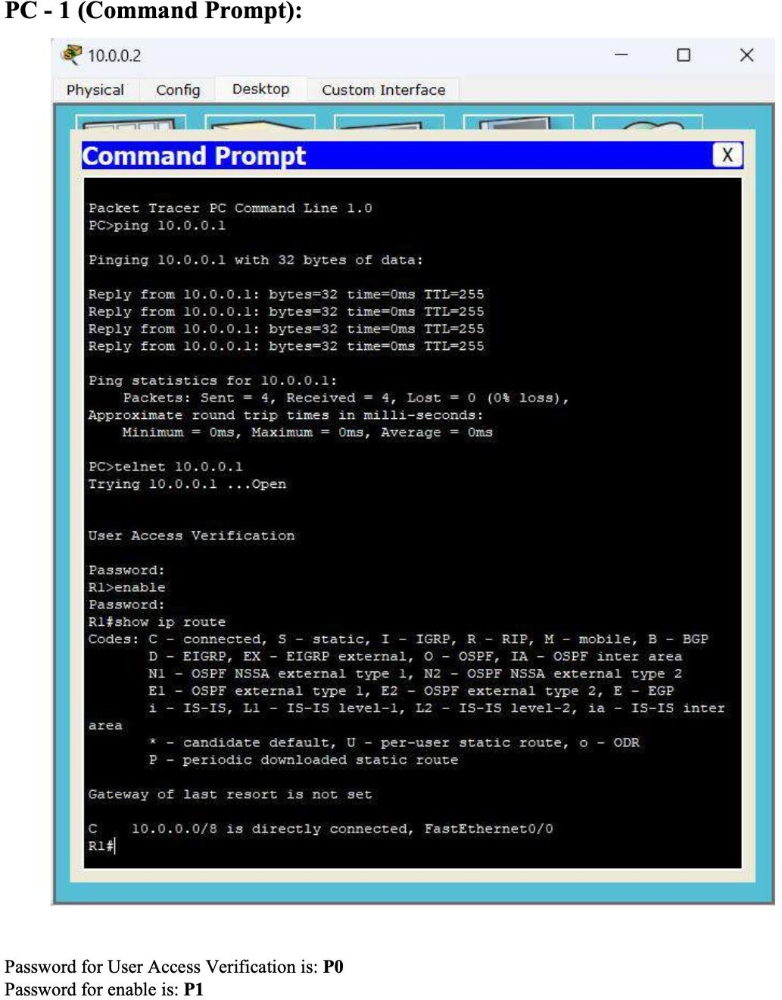 PC - 1 (Command Prompt):
10.0.0.2
Physical Config Desktop Custom Interface
Command Prompt X
Packet Tracer PC Command Line 1.0
PC>ping 10.0.0.1
Pinging 10.0.0.1 with 32 bytes of data:
Reply from 10.0.0.1: bytes=32 time=0ms TTL=255
Reply from 10.0.0.1: bytes=32 time=0ms TTL=255
Reply from 10.0.0.1: bytes=32 time=0ms TTL=255
Reply from 10.0.0.1: bytes=32 time=0ms TTL=255
Ping statistics for 10.0.0.1:
Packets: Sent = 4, Received = 4, Lost = 0 (0% loss),
Approximate round trip times in milli-seconds:
Minimum = 0ms, Maximum = 0ms, Average = 0ms
PC>telnet 10.0.0.1
Trying 10.0.0.1 ...Open
User Access Verification
Password:
R1>enable
Password:
R1#show ip route
Codes: C - connected, S - static, I - IGRP, R - RIP, M - mobile, B - BGP
D - EIGRP, EX - EIGRP external, O - OSPF, IA - OSPF inter area
N1 - OSPF NSSA external type 1, N2 - OSPF NSSA external type 2
E1 - OSPF external type 1, E2 - OSPF external type 2, E - EGP
i - IS-IS, L1 - IS-IS level-1, L2 - IS-IS level-2, ia - IS-IS inter
area
* - candidate default, U - per-user static route, o - ODR
P - periodic downloaded static route
Gateway of last resort is not set
C 10.0.0.0/8 is directly connected, FastEthernet0/0
R1#
Password for User Access Verification is: P0
Password for enable is: P1